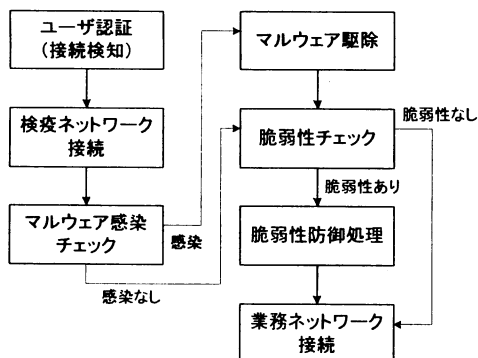 ユーザ認証
（接続検知）
検疫ネットワーク
接続
マルウェア感染
チェック
感染
感染なし
マルウェア駆除
脆弱性チェック
脆弱性なし
脆弱性あり
脆弱性防御処理
業務ネットワーク
接続